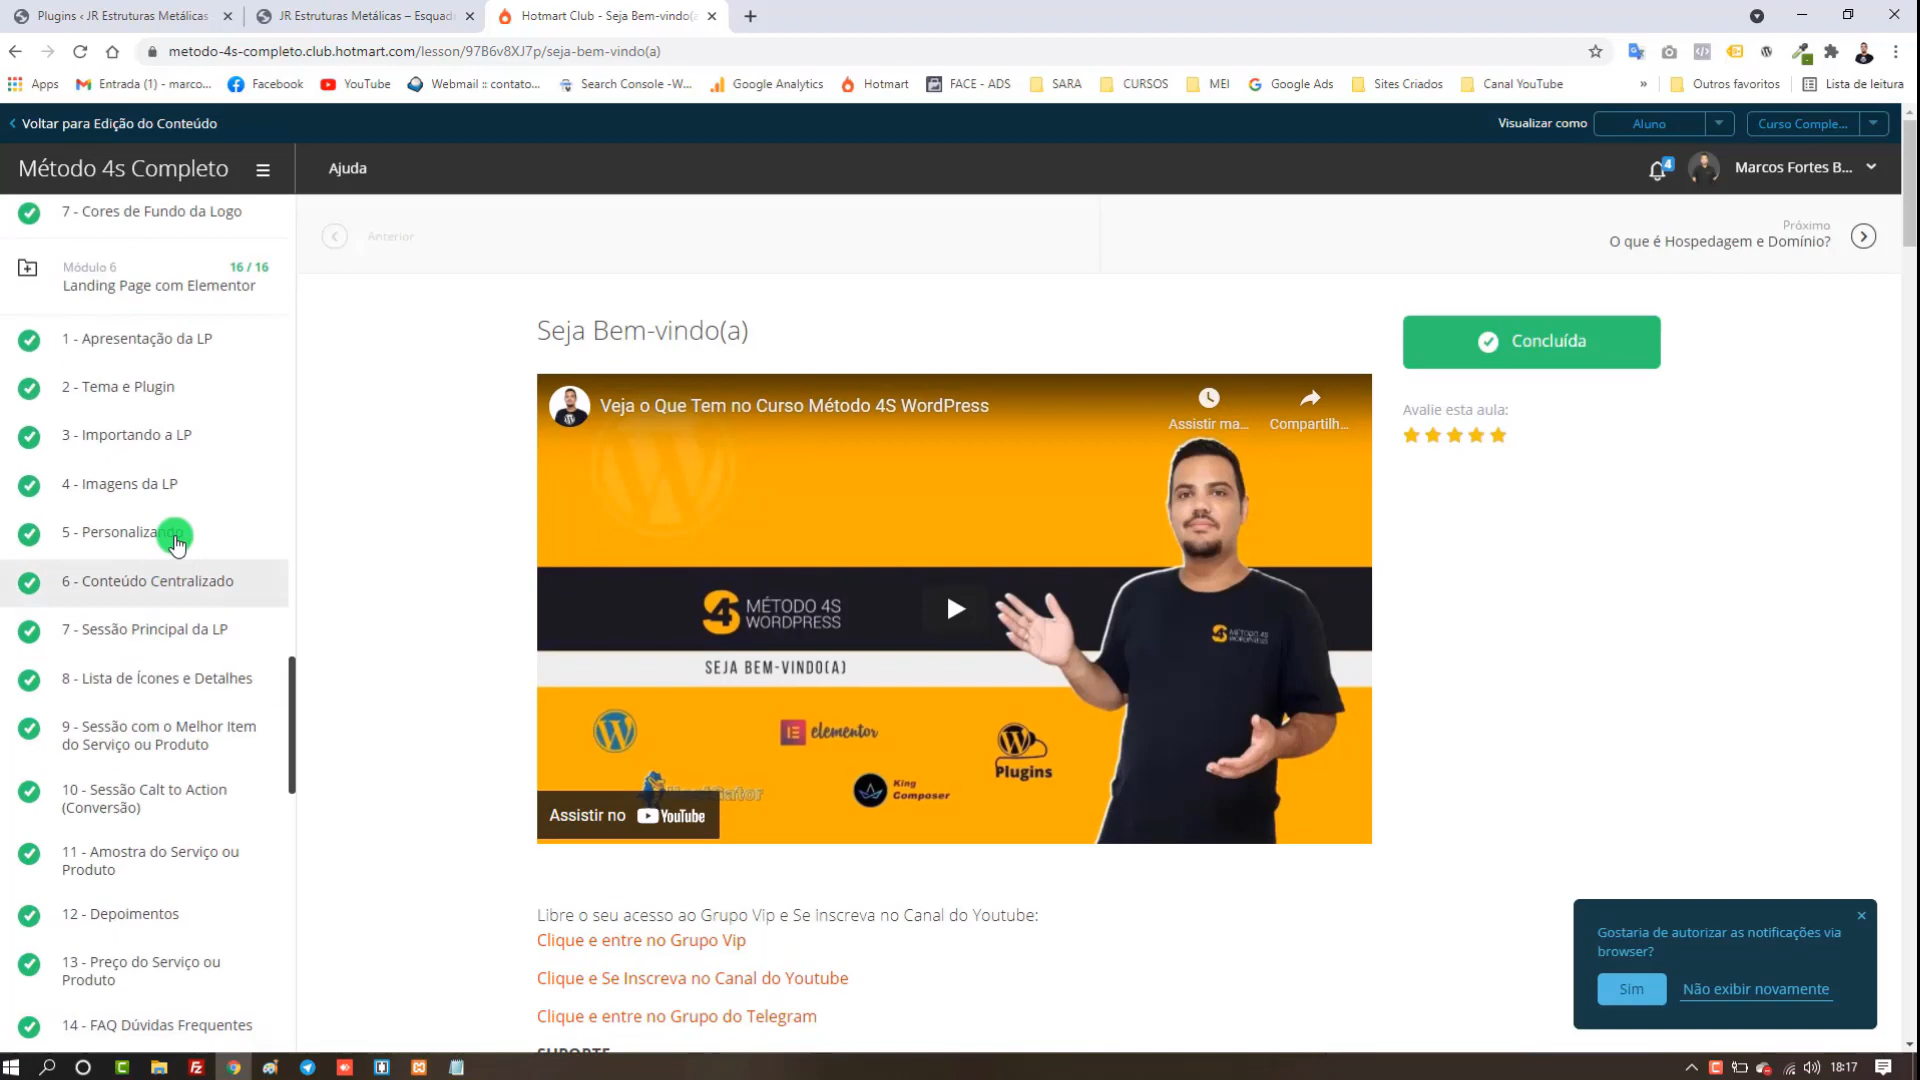 Plugins ‹ JR Estruturas Metálicas
JR Estruturas Metálicas – Esquad
Hotmart Club - Seja Bem-vindo(a
metodo-4s-completo.club.hotmart.com/lesson/97B6v8XJ7p/seja-bem-vindo(a)
Apps
Entrada (1) - marco...
Facebook
YouTube
Webmail :: contato...
Search Console -W...
Google Analytics
Hotmart
FACE - ADS
SARA
CURSOS
MEI
Google Ads
Sites Criados
Canal YouTube
»
Outros favoritos
Lista de leitura
Voltar para Edição do Conteúdo
Visualizar como
Aluno
Curso Comple...
Método 4s Completo
Ajuda
4
Marcos Fortes B...
7 - Cores de Fundo da Logo
Módulo 6
16 / 16
Landing Page com Elementor
1 - Apresentação da LP
2 - Tema e Plugin
3 - Importando a LP
4 - Imagens da LP
5 - Personalizando
6 - Conteúdo Centralizado
7 - Sessão Principal da LP
8 - Lista de Ícones e Detalhes
9 - Sessão com o Melhor Item
do Serviço ou Produto
10 - Sessão Calt to Action
(Conversão)
11 - Amostra do Serviço ou
Produto
12 - Depoimentos
13 - Preço do Serviço ou
Produto
14 - FAQ Dúvidas Frequentes
Anterior
Próximo
O que é Hospedagem e Domínio?
Seja Bem-vindo(a)
Concluída
Avalie esta aula:
Veja o Que Tem no Curso Método 4S WordPress
Assistir ma...
Compartilh...
MÉTODO 4S
WORDPRESS
MÉTODO 4S
WORDPRESS
SEJA BEM-VINDO(A)
elementor
Plugins
HostGator
King
Composer
Assistir no YouTube
Libre o seu acesso ao Grupo Vip e Se Inscreva no Canal do Youtube:
Clique e entre no Grupo Vip
Clique e Se Inscreva no Canal do Youtube
Clique e entre no Grupo do Telegram
SUPORTE
Gostaria de autorizar as notificações via
browser?
Sim
Não exibir novamente
18:17